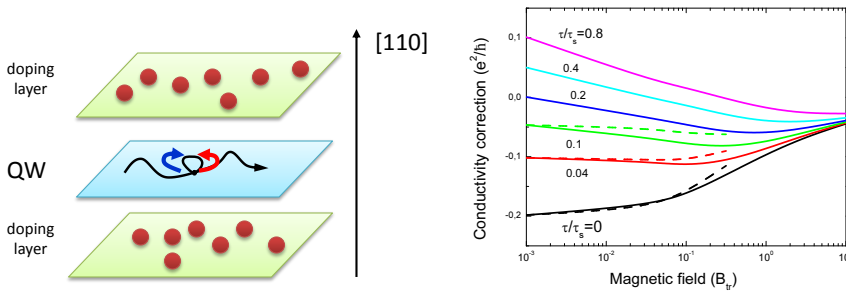 doping
layer
QW
doping
layer
[110]
Conductivity correction (e²/h)
0,1
0,0
-0,1
-0,2
τ/τₛ=0.8
0.4
0.2
0.1
0.04
τ/τₛ=0
10⁻³
10⁻²
10⁻¹
10⁰
10
Magnetic field (Bₜᵣ)